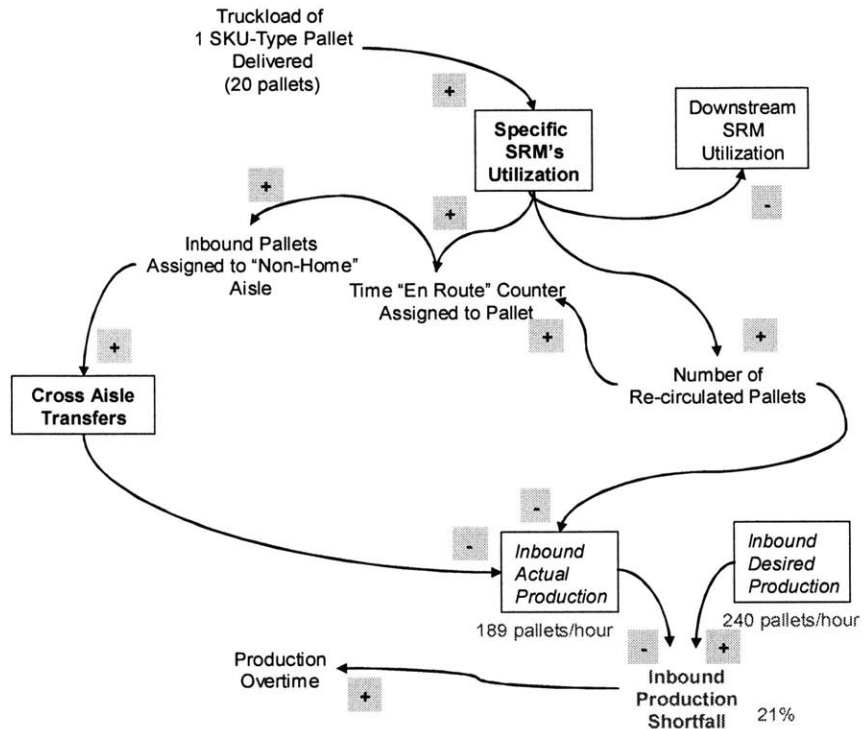 Truckload of
1 SKU-Type Pallet
Delivered
(20 pallets)
+
Specific
SRM's
Utilization
Downstream
SRM
Utilization
+
+
-
Inbound Pallets
Assigned to "Non-Home"
Aisle
Time "En Route" Counter
Assigned to Pallet
+
+
+
Number of
Re-circulated Pallets
Cross Aisle
Transfers
-
-
Inbound
Actual
Production
Inbound
Desired
Production
189 pallets/hour
240 pallets/hour
Production
Overtime
-
+
+
Inbound
Production
Shortfall
21%